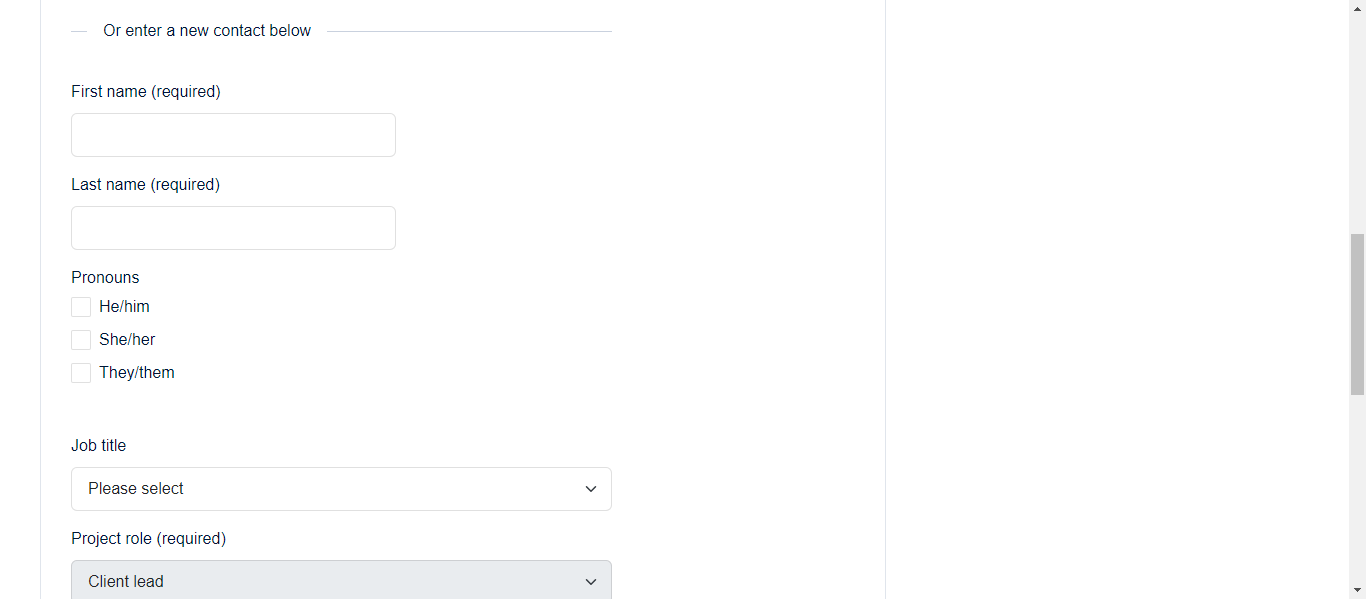 Or enter a new contact below
First name (required)
Last name (required)
Pronouns
He/him
She/her
They/them
Job title
Please select
Project role (required)
Client lead